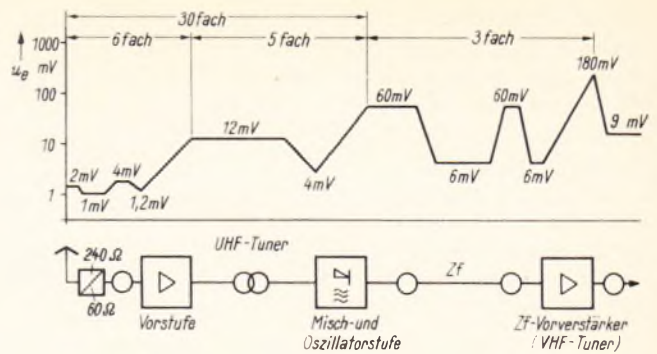 30fach
6fach 5fach 3fach
1000
u_e mV
100
10
1
2mV
1mV
4mV
1,2mV
12mV
4mV
60mV
6mV
60mV
6mV
180mV
9 mV
UHF-Tuner
240Ω
60Ω
Zf
Vorstufe
Misch- und
Oszillatorstufe
Zf-Vorverstärker
(VHF-Tuner)